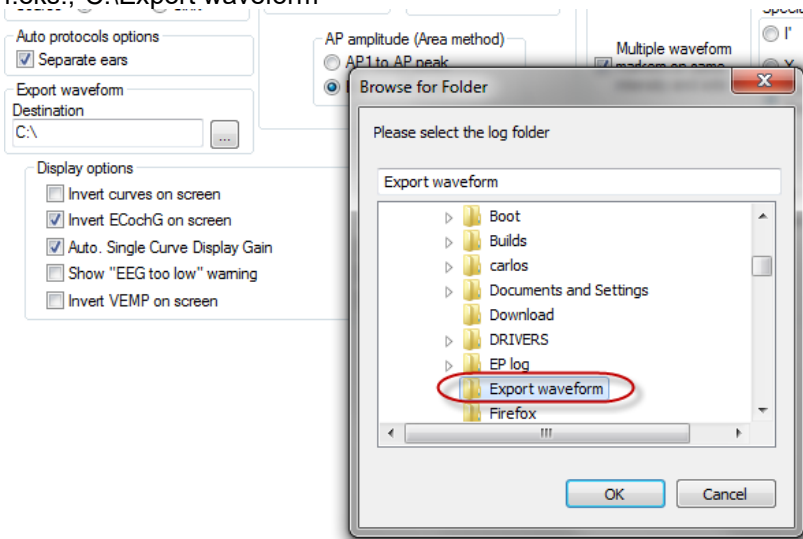 C:\Export waveform
Auto protocols options
Separate ears
Export waveform
Destination
C:\
...
Display options
Invert curves on screen
Invert ECochG on screen
Auto. Single Curve Display Gain
Show "EEG too low" warning
Invert VEMP on screen
AP amplitude (Area method)
AP1 to AP peak
Multiple waveform
Browse for Folder
Please select the log folder
Export waveform
Boot
Builds
carlos
Documents and Settings
Download
DRIVERS
EP log
Export waveform
Firefox
OK
Cancel